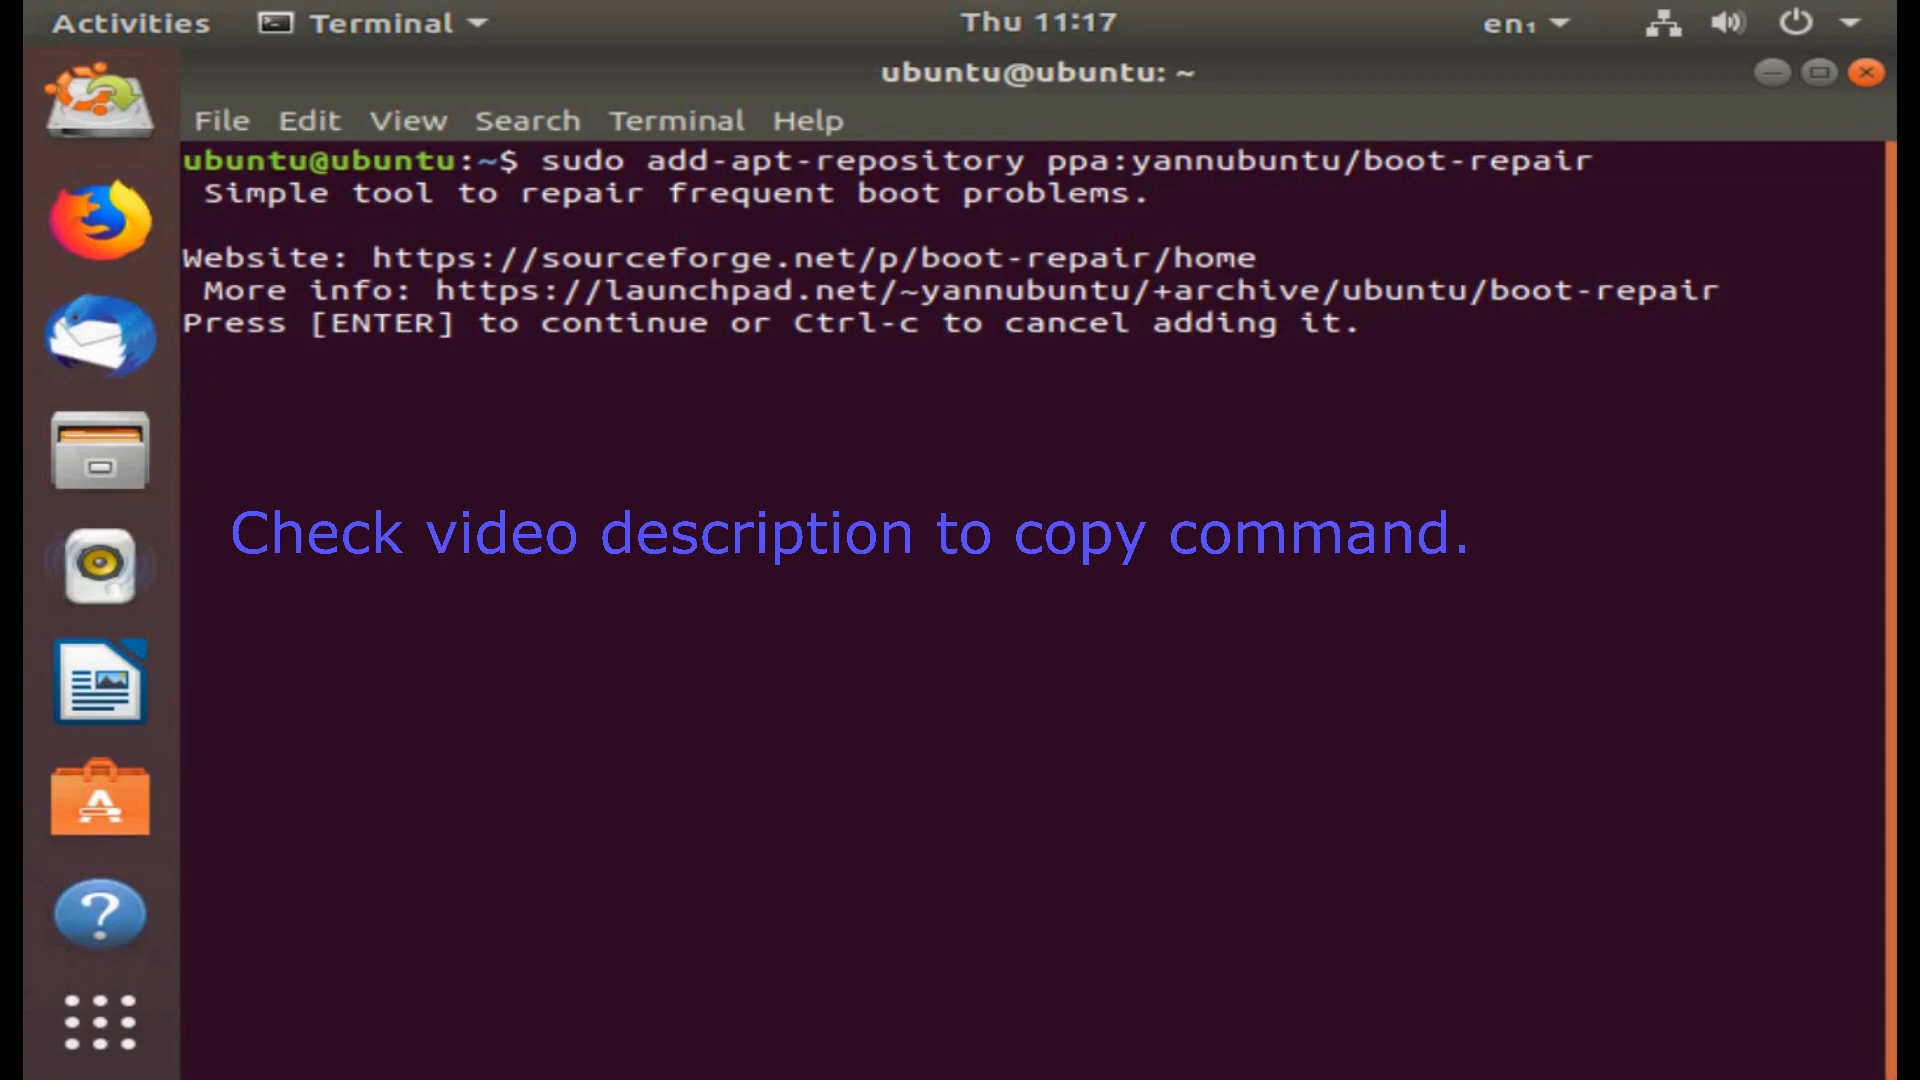 Activities Terminal Thu 11:17 en₁
ubuntu@ubuntu: ~
File Edit View Search Terminal Help
ubuntu@ubuntu:~$ sudo add-apt-repository ppa:yannubuntu/boot-repair
Simple tool to repair frequent boot problems.
Website: https://sourceforge.net/p/boot-repair/home
More info: https://launchpad.net/~yannubuntu/+archive/ubuntu/boot-repair
Press [ENTER] to continue or Ctrl-c to cancel adding it.
Check video description to copy command.